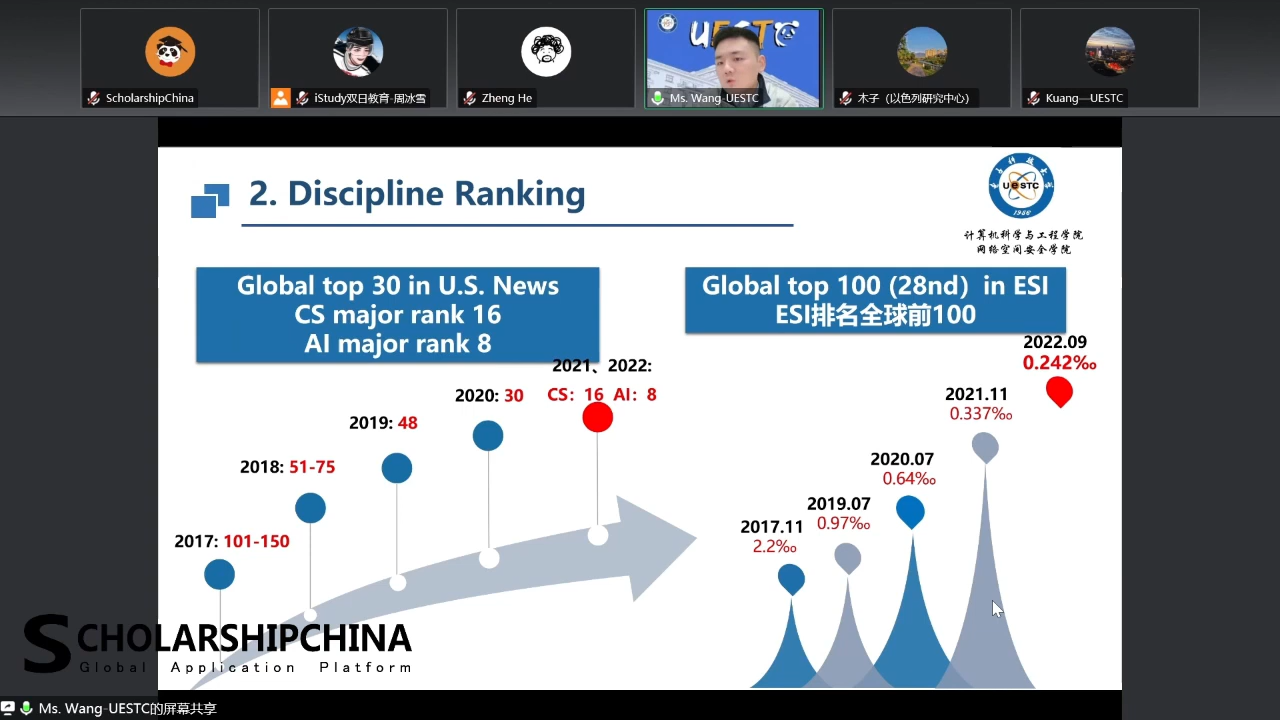 ScholarshipChina
iStudy双日教育-周冰雪
Zheng He
UESTC
Ms. Wang-UESTC
木子（以色列研究中心）
Kuang—UESTC
2. Discipline Ranking
UESTC
1956
计算机科学与工程学院
网络空间安全学院
Global top 30 in U.S. News
CS major rank 16
AI major rank 8
Global top 100 (28nd）in ESI
ESI排名全球前100
2017: 101-150
2018: 51-75
2019: 48
2020: 30
2021、2022:
CS：16 AI：8
2017.11
2.2‰
2019.07
0.97‰
2020.07
0.64‰
2021.11
0.337‰
2022.09
0.242‰
SCHOLARSHIPCHINA
Global Application Platform
Ms. Wang-UESTC的屏幕共享